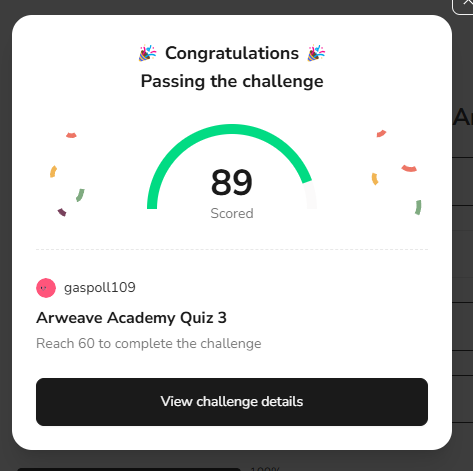 🎉 Congratulations 🎉
Passing the challenge
89
Scored
gaspoll109
Arweave Academy Quiz 3
Reach 60 to complete the challenge
View challenge details